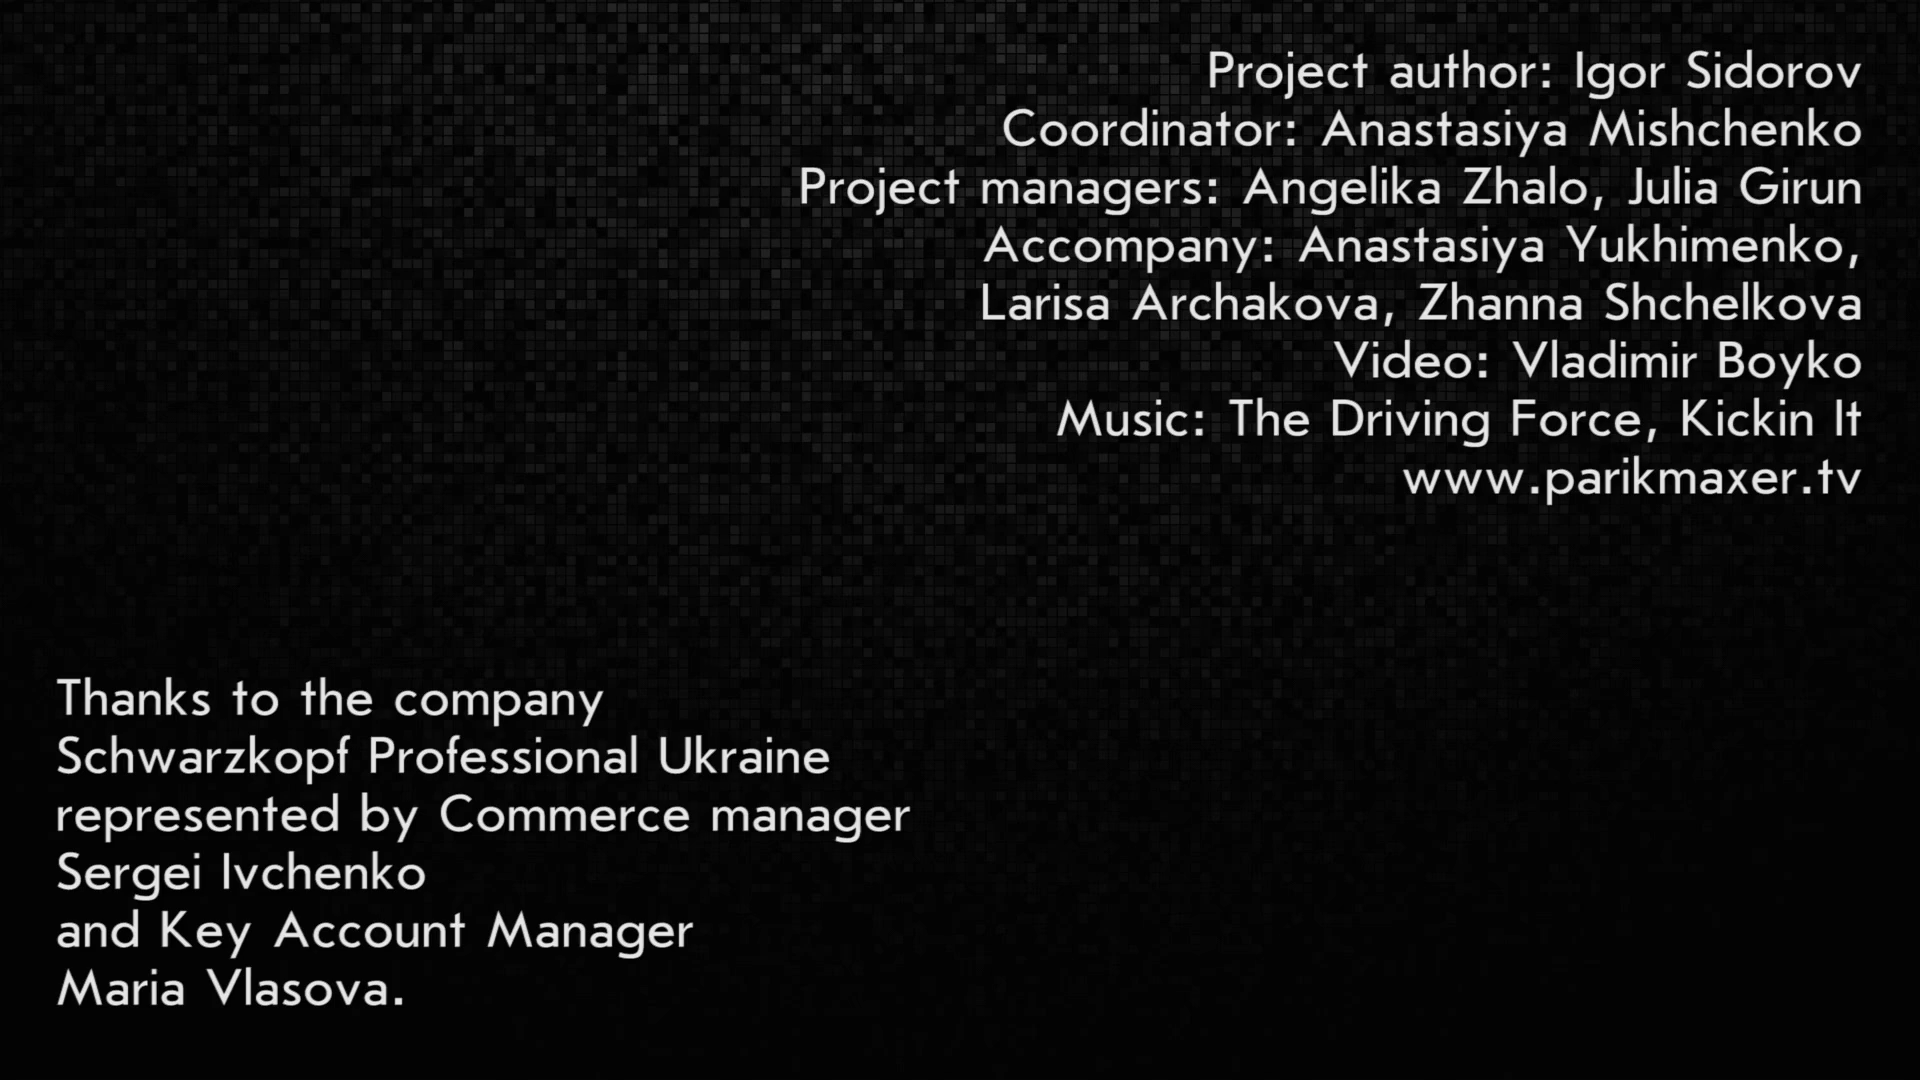 Project author: Igor Sidorov
Coordinator: Anastasiya Mishchenko
Project managers: Angelika Zhalo, Julia Girun
Accompany: Anastasiya Yukhimenko,
Larisa Archakova, Zhanna Shchelkova
Video: Vladimir Boyko
Music: The Driving Force, Kickin It
www.parikmaxer.tv
Thanks to the company
Schwarzkopf Professional Ukraine
represented by Commerce manager
Sergei Ivchenko
and Key Account Manager
Maria Vlasova.